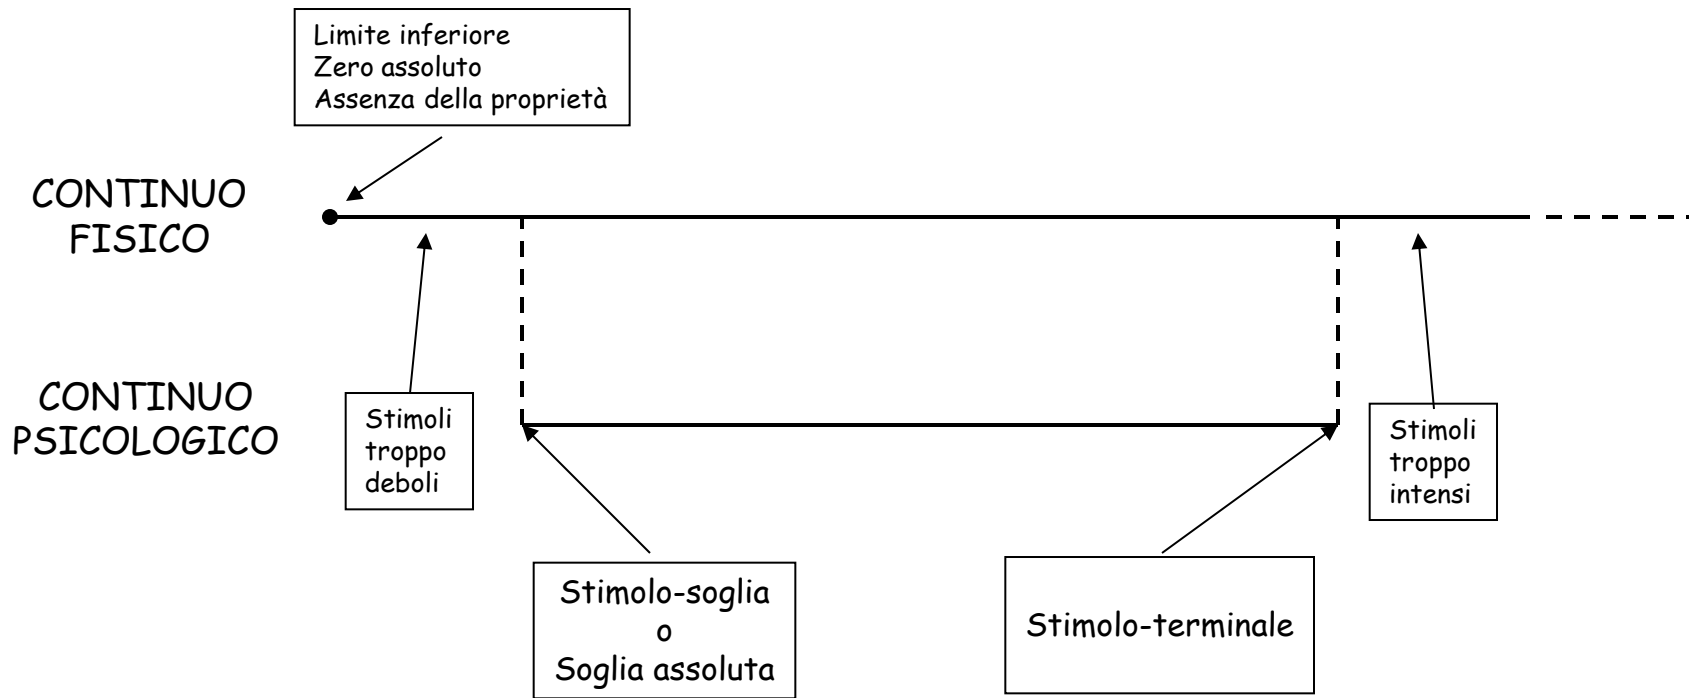 Limite inferiore
Zero assoluto
Assenza della proprietà
CONTINUO
FISICO
CONTINUO
PSICOLOGICO
Stimoli
troppo
deboli
Stimoli
troppo
intensi
Stimolo-soglia
o
Soglia assoluta
Stimolo-terminale